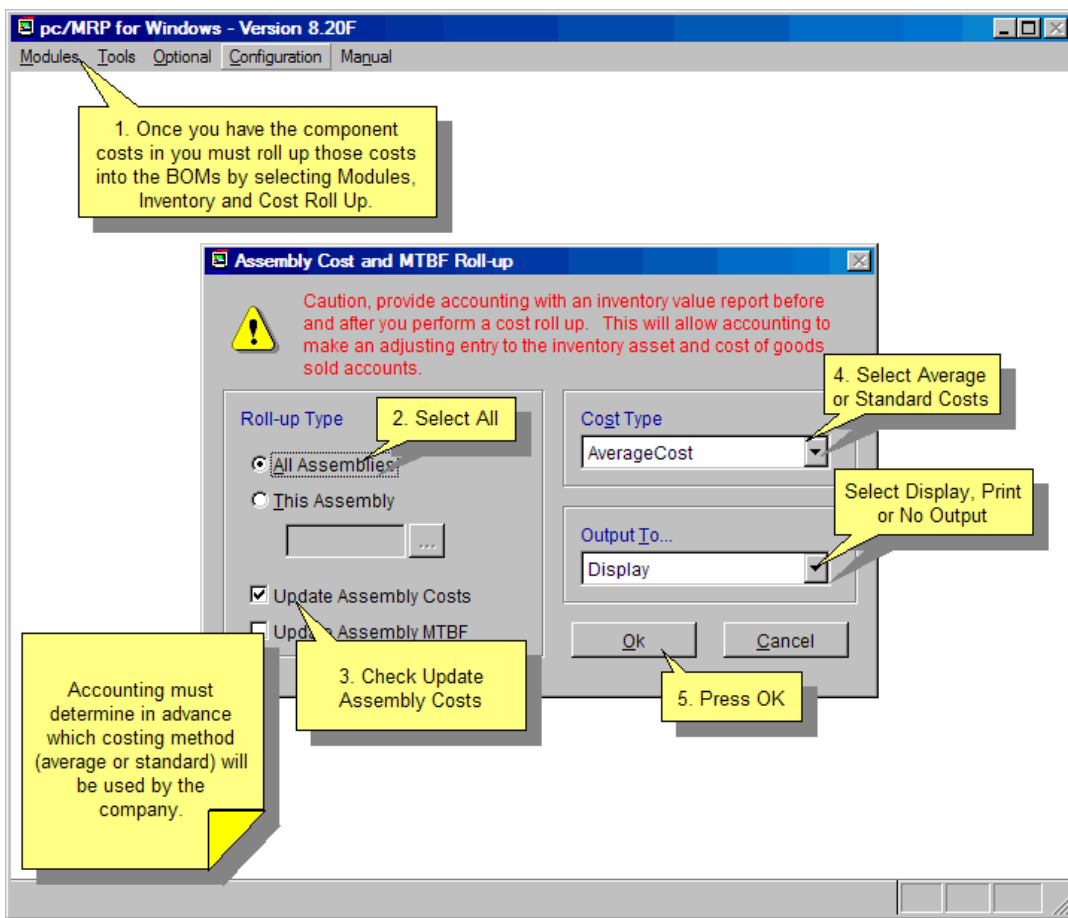 pc/MRP for Windows - Version 8.20F
Modules Tools Optional Configuration Manual
1. Once you have the component
costs in you must roll up those costs
into the BOMs by selecting Modules,
Inventory and Cost Roll Up.
Assembly Cost and MTBF Roll-up
Caution, provide accounting with an inventory value report before
and after you perform a cost roll up. This will allow accounting to
make an adjusting entry to the inventory asset and cost of goods
sold accounts.
4. Select Average
or Standard Costs
Roll-up Type
2. Select All
All Assemblies
This Assembly
...
Update Assembly Costs
Update Assembly MTBF
3. Check Update
Assembly Costs
Cost Type
AverageCost
Select Display, Print
or No Output
Output To...
Display
Ok
Cancel
5. Press OK
Accounting must
determine in advance
which costing method
(average or standard) will
be used by the
company.